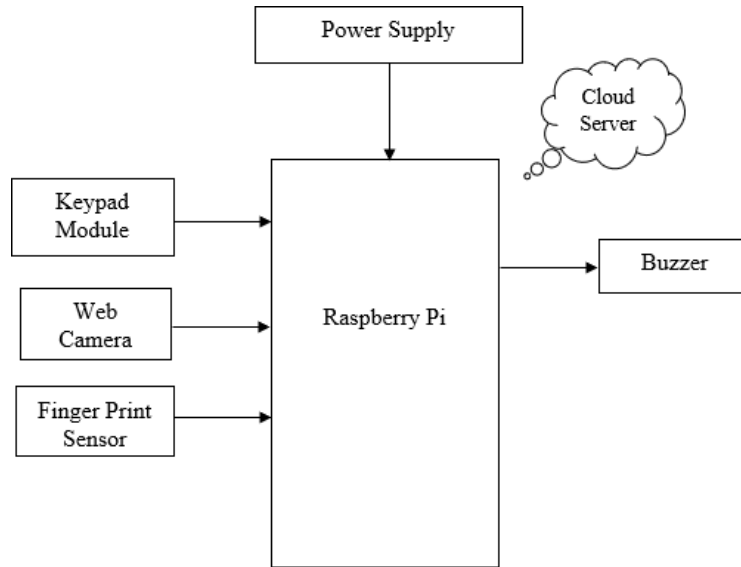 Power Supply
Cloud
Server
Keypad
Module
Buzzer
Web
Camera
Raspberry Pi
Finger Print
Sensor